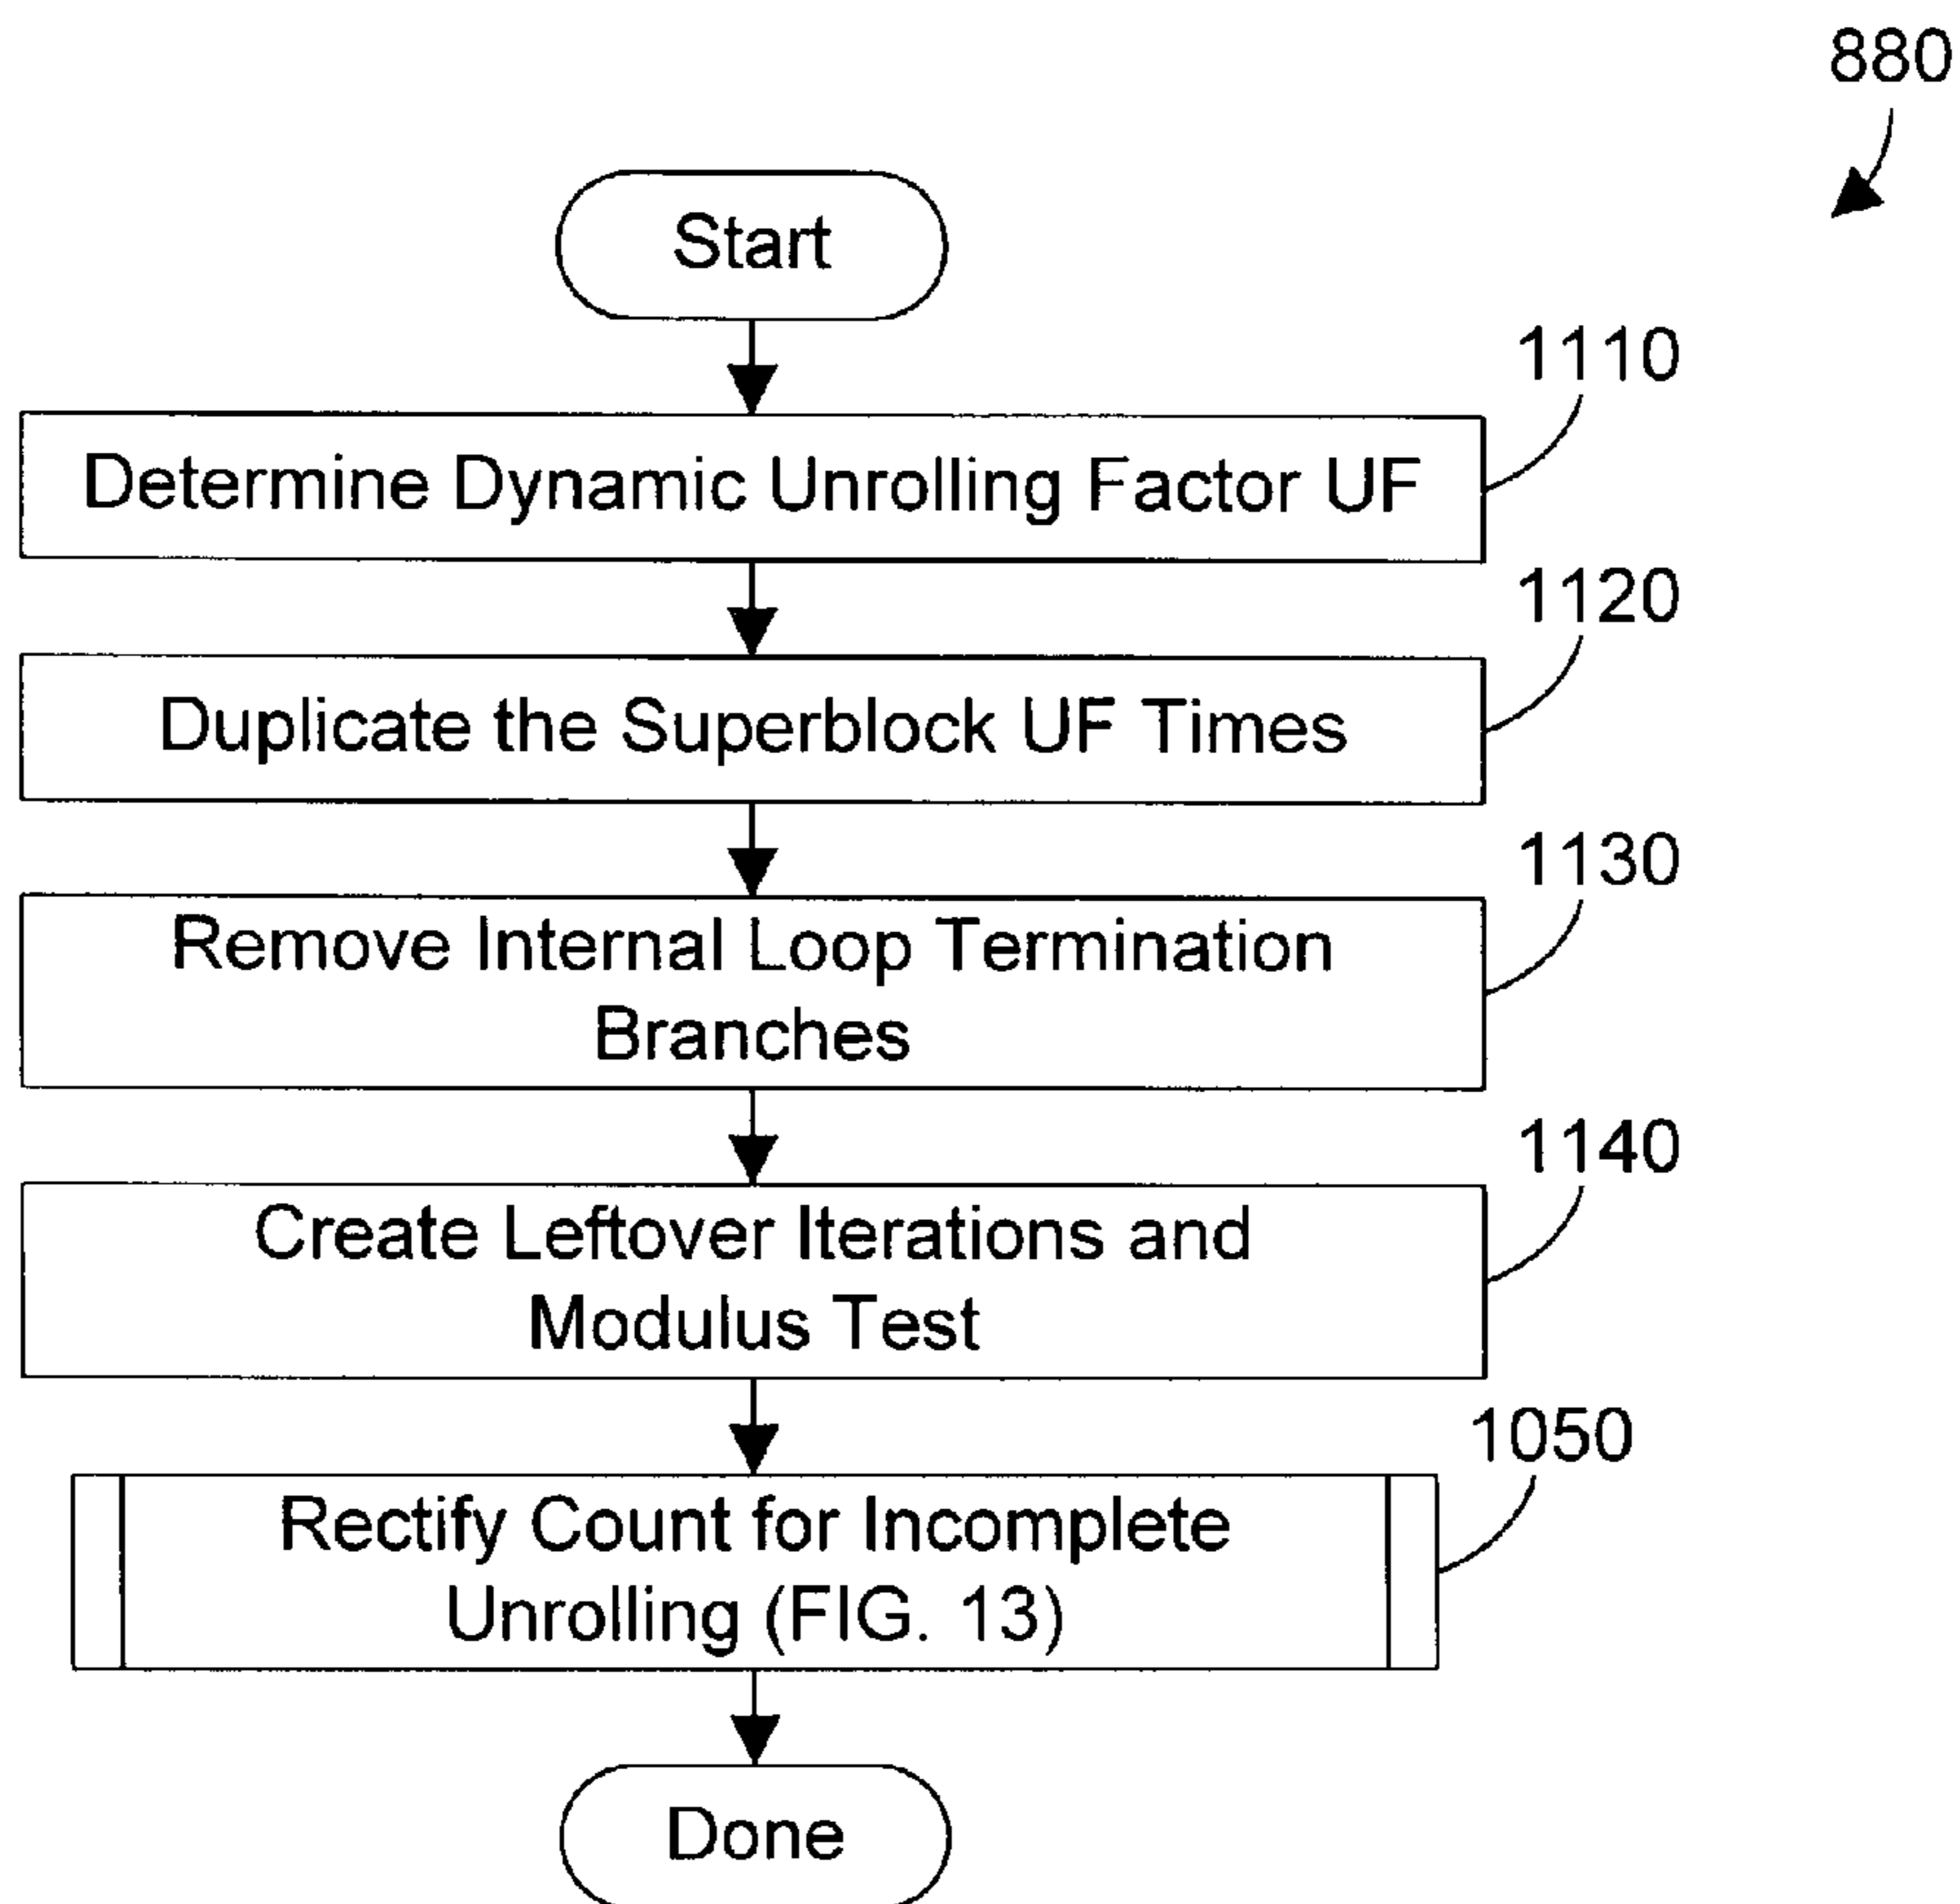 880
Start
1110
Determine Dynamic Unrolling Factor UF
1120
Duplicate the Superblock UF Times
1130
Remove Internal Loop Termination
Branches
1140
Create Leftover Iterations and
Modulus Test
1050
Rectify Count for Incomplete
Unrolling (FIG. 13)
Done